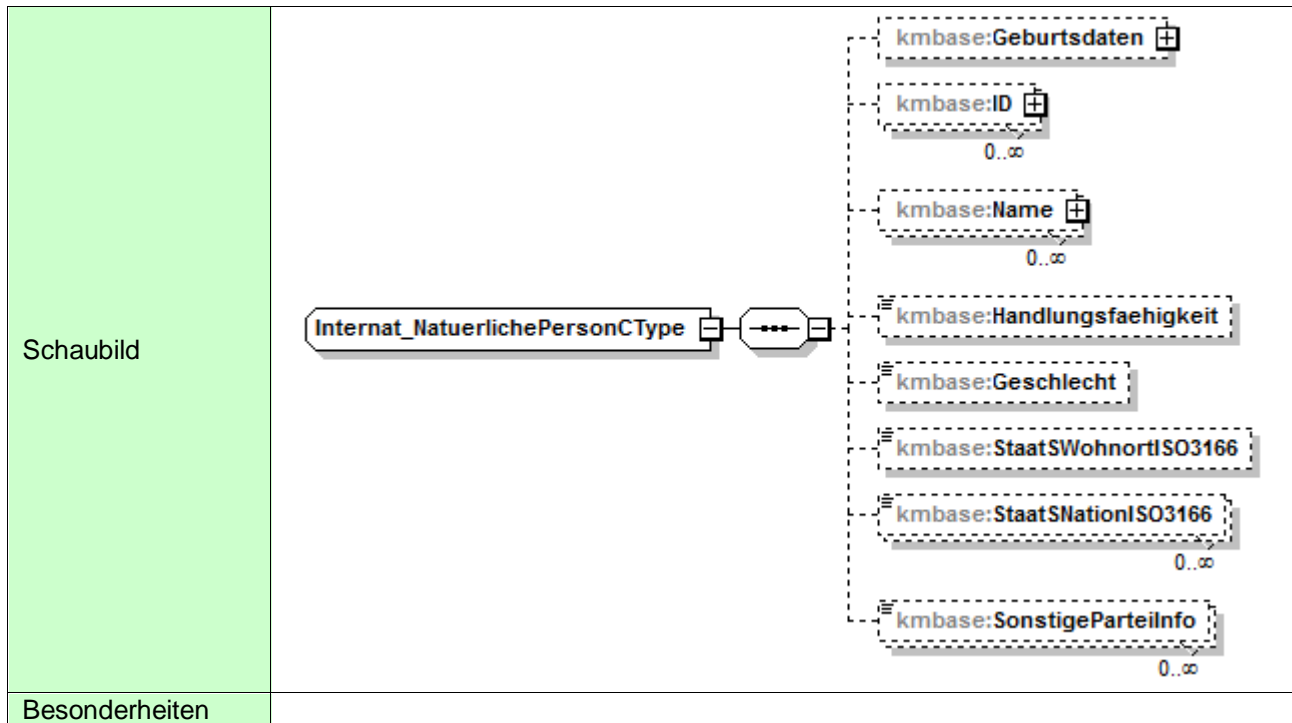 Schaubild
Internat_NatuerlichePersonCType
kmbase:Geburtsdaten
kmbase:ID
0..∞
kmbase:Name
0..∞
kmbase:Handlungsfaehigkeit
kmbase:Geschlecht
kmbase:StaatSWohnortISO3166
kmbase:StaatSNationISO3166
0..∞
kmbase:SonstigeParteiInfo
0..∞
Besonderheiten